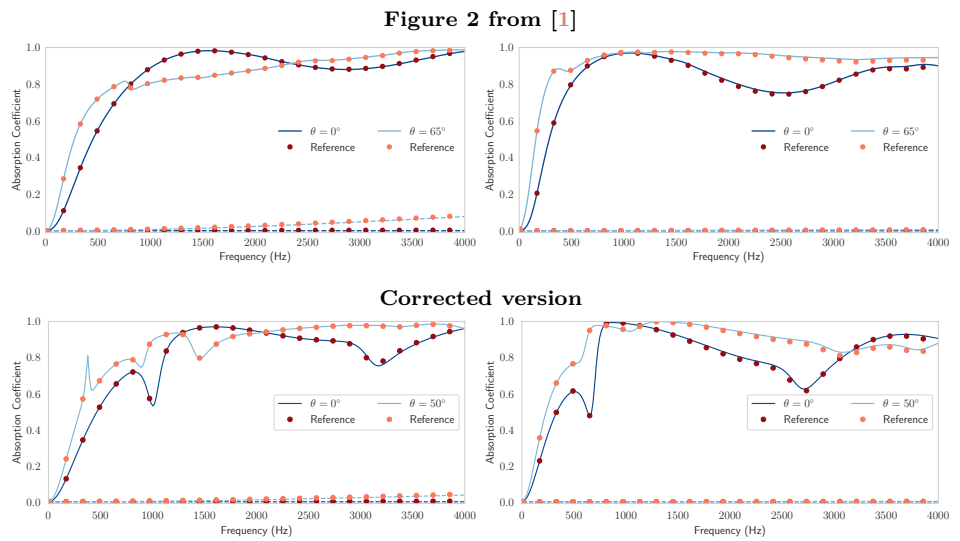 Figure 2 from [1]
1.0
0.8
0.6
0.4
0.2
0.0
Absorption Coefficient
θ = 0°
θ = 65°
Reference
Reference
0 500 1000 1500 2000 2500 3000 3500 4000
Frequency (Hz)
1.0
0.8
0.6
0.4
0.2
0.0
Absorption Coefficient
θ = 0°
θ = 65°
Reference
Reference
0 500 1000 1500 2000 2500 3000 3500 4000
Frequency (Hz)
Corrected version
1.0
0.8
0.6
0.4
0.2
0.0
Absorption Coefficient
θ = 0°
θ = 50°
Reference
Reference
0 500 1000 1500 2000 2500 3000 3500 4000
Frequency (Hz)
1.0
0.8
0.6
0.4
0.2
0.0
Absorption Coefficient
θ = 0°
θ = 50°
Reference
Reference
0 500 1000 1500 2000 2500 3000 3500 4000
Frequency (Hz)